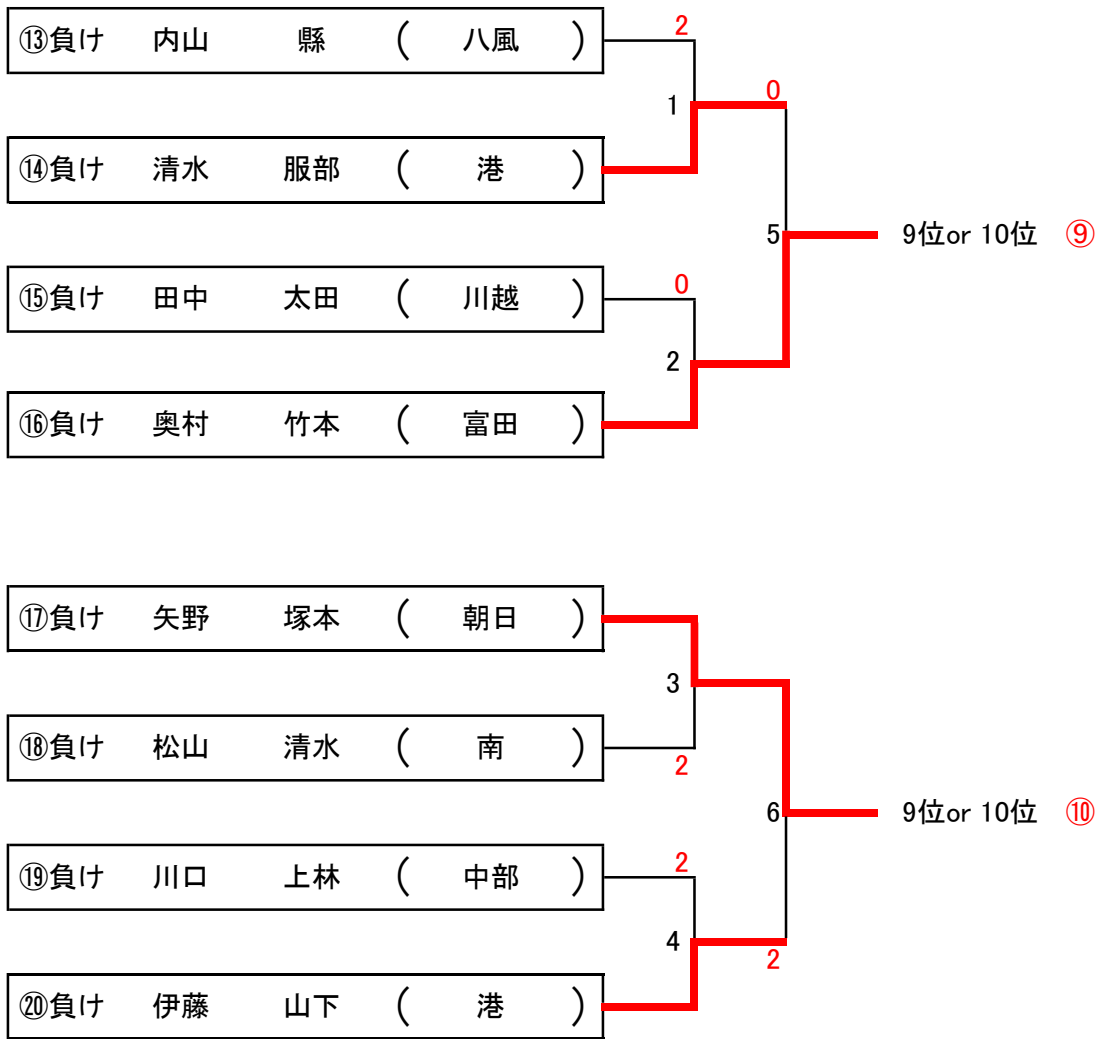 ⑬負け 内山 縣 ( 八風 ) 2
1 0
⑭負け 清水 服部 ( 港 )
5 9位or 10位 ⑨
⑮負け 田中 太田 ( 川越 ) 0
2
⑯負け 奥村 竹本 ( 富田 )
⑰負け 矢野 塚本 ( 朝日 )
3
⑱負け 松山 清水 ( 南 ) 2
6 9位or 10位 ⑩
⑲負け 川口 上林 ( 中部 ) 2
4 2
⑳負け 伊藤 山下 ( 港 )